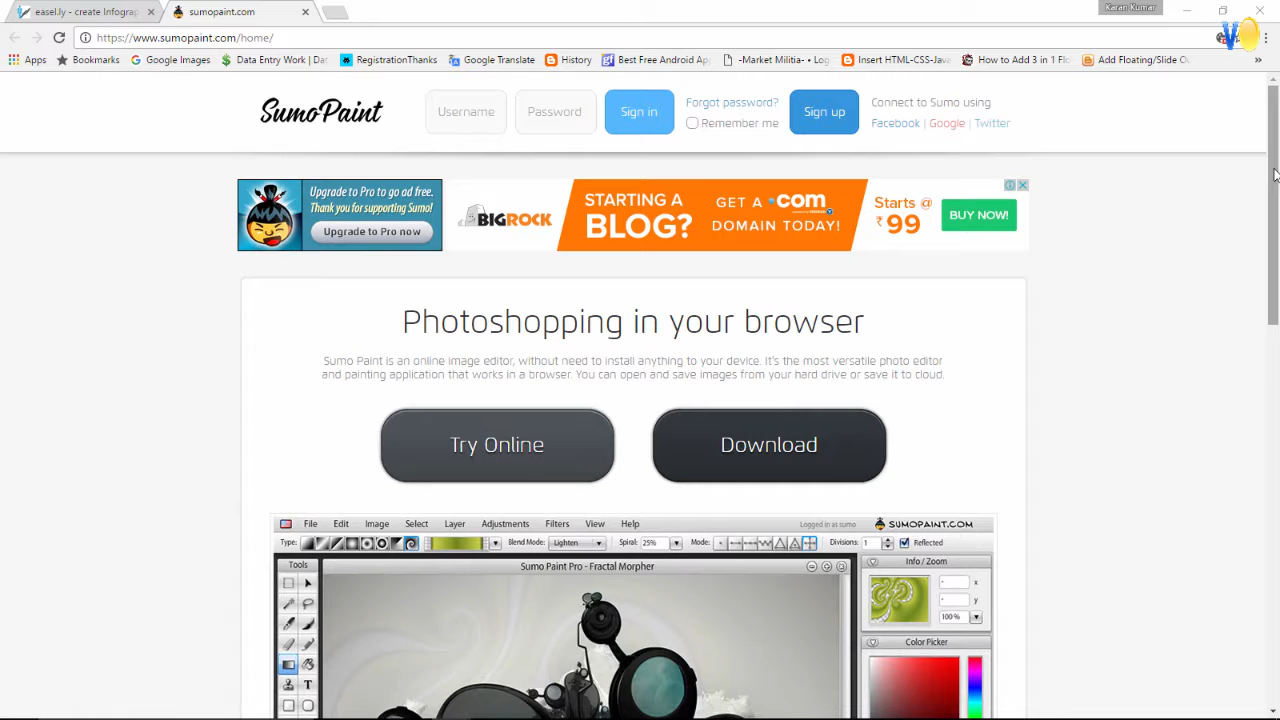 easel.ly - create Infograp
sumopaint.com
Karan Kumar
https://www.sumopaint.com/home/
Apps
Bookmarks
Google Images
Data Entry Work | Dat
RegistrationThanks
Google Translate
History
Best Free Android Ap
-Market Militia- • Log
Insert HTML-CSS-Java
How to Add 3 in 1 Flo
Add Floating/Slide Ou
»
SumoPaint
Username
Password
Sign in
Forgot password?
Remember me
Sign up
Connect to Sumo using
Facebook | Google | Twitter
Upgrade to Pro to go ad free.
Thank you for supporting Sumo!
Upgrade to Pro now
BIGROCK
STARTING A
BLOG?
GET A .com
DOMAIN TODAY!
Starts @
₹ 99
BUY NOW!
Photoshopping in your browser
Sumo Paint is an online image editor, without need to install anything to your device. It's the most versatile photo editor
and painting application that works in a browser. You can open and save images from your hard drive or save it to cloud.
Try Online
Download
File Edit Image Select Layer Adjustments Filters View Help
Logged in as sumo
SUMOPAINT.COM
Type:
Blend Mode: Lighten
Spiral: 25%
Mode:
Divisions: 1
Reflected
Tools
Sumo Paint Pro - Fractal Morpher
Info / Zoom
x
y
100 %
Color Picker
T